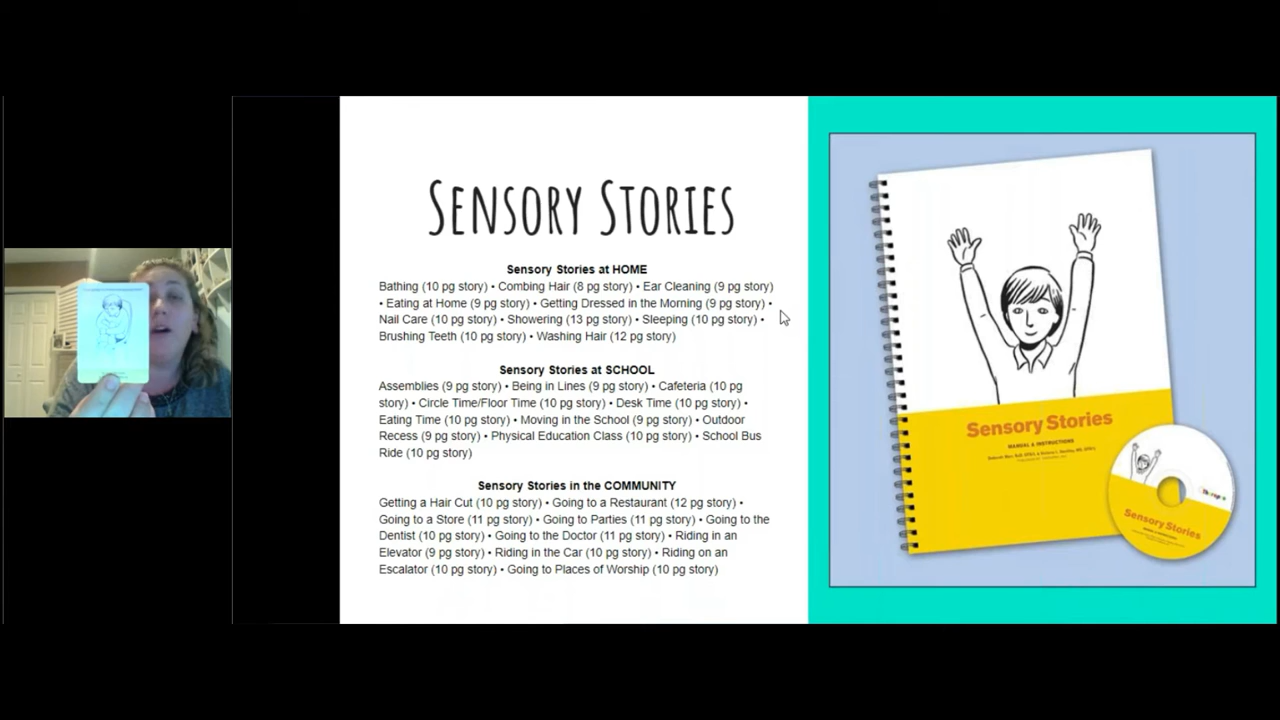 SENSORY STORIES
Sensory Stories at HOME
Bathing (10 pg story) • Combing Hair (8 pg story) • Ear Cleaning (9 pg story)
• Eating at Home (9 pg story) • Getting Dressed in the Morning (9 pg story) •
Nail Care (10 pg story) • Showering (13 pg story) • Sleeping (10 pg story) •
Brushing Teeth (10 pg story) • Washing Hair (12 pg story)
Sensory Stories at SCHOOL
Assemblies (9 pg story) • Being in Lines (9 pg story) • Cafeteria (10 pg
story) • Circle Time/Floor Time (10 pg story) • Desk Time (10 pg story) •
Eating Time (10 pg story) • Moving in the School (9 pg story) • Outdoor
Recess (9 pg story) • Physical Education Class (10 pg story) • School Bus
Ride (10 pg story)
Sensory Stories in the COMMUNITY
Getting a Hair Cut (10 pg story) • Going to a Restaurant (12 pg story) •
Going to a Store (11 pg story) • Going to Parties (11 pg story) • Going to the
Dentist (10 pg story) • Going to the Doctor (11 pg story) • Riding in an
Elevator (9 pg story) • Riding in the Car (10 pg story) • Riding on an
Escalator (10 pg story) • Going to Places of Worship (10 pg story)
Sensory Stories
MANUAL & INSTRUCTIONS
Sensory Stories